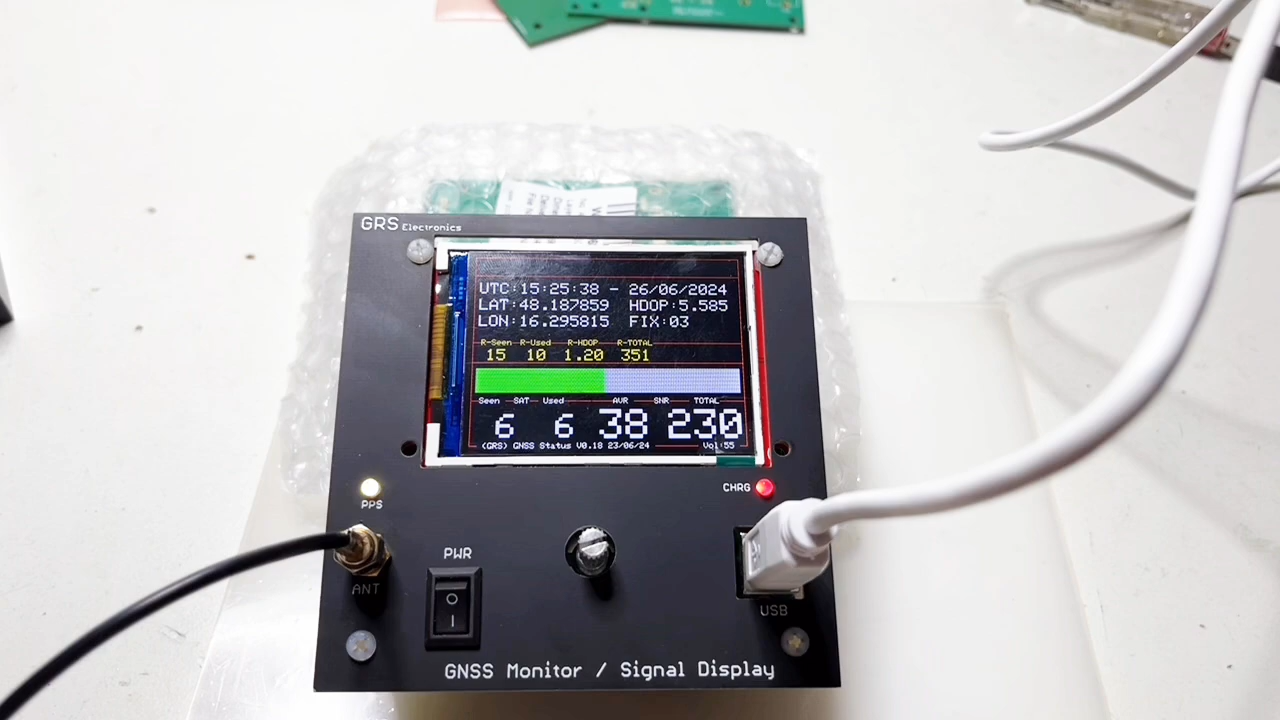 GRS Electronics
UTC:15:25:38 - 26/06/2024
LAT:48.187859 HDOP:5.585
LON:16.295815 FIX:03
R-Seen R-Used R-HDOP R-TOTAL
15 10 1.20 351
Seen SAT Used AVR SNR TOTAL
6 6 38 230
(GRS) GNSS Status V0.18 23/06/24 Vol:55
PPS
CHRG
ANT
PWR
O
I
USB
GNSS Monitor / Signal Display